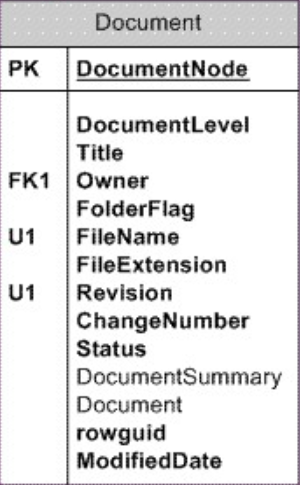 Document
PK DocumentNode
DocumentLevel
Title
FK1 Owner
FolderFlag
U1 FileName
FileExtension
U1 Revision
ChangeNumber
Status
DocumentSummary
Document
rowguid
ModifiedDate